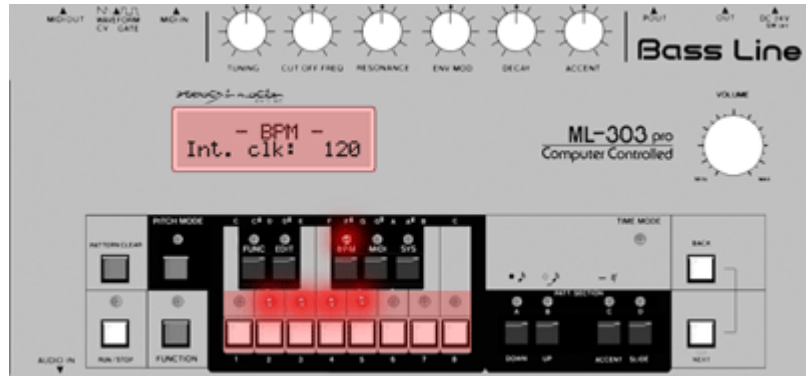 MIDI OUT
WAVEFORM
CV GATE
MIDI IN
POUT
OUT
DC 24V
TUNING
CUT OFF FREQ
RESONANCE
ENV MOD
DECAY
ACCENT
Bass Line
VOLUME
– BPM –
Int. clk: 120
ML-303 pro
Computer Controlled
MIN
MAX
PITCH MODE
C C# D D# E F F# G G# A A# B C
TIME MODE
PATTERN CLEAR
FUNC
EDIT
BPM
MIDI
SYS
BACK
PATT. SECTION
A
B
C
D
AUDIO IN
RUN/STOP
FUNCTION
1 2 3 4 5 6 7 8
DOWN
UP
ACCENT
SLIDE
NEXT